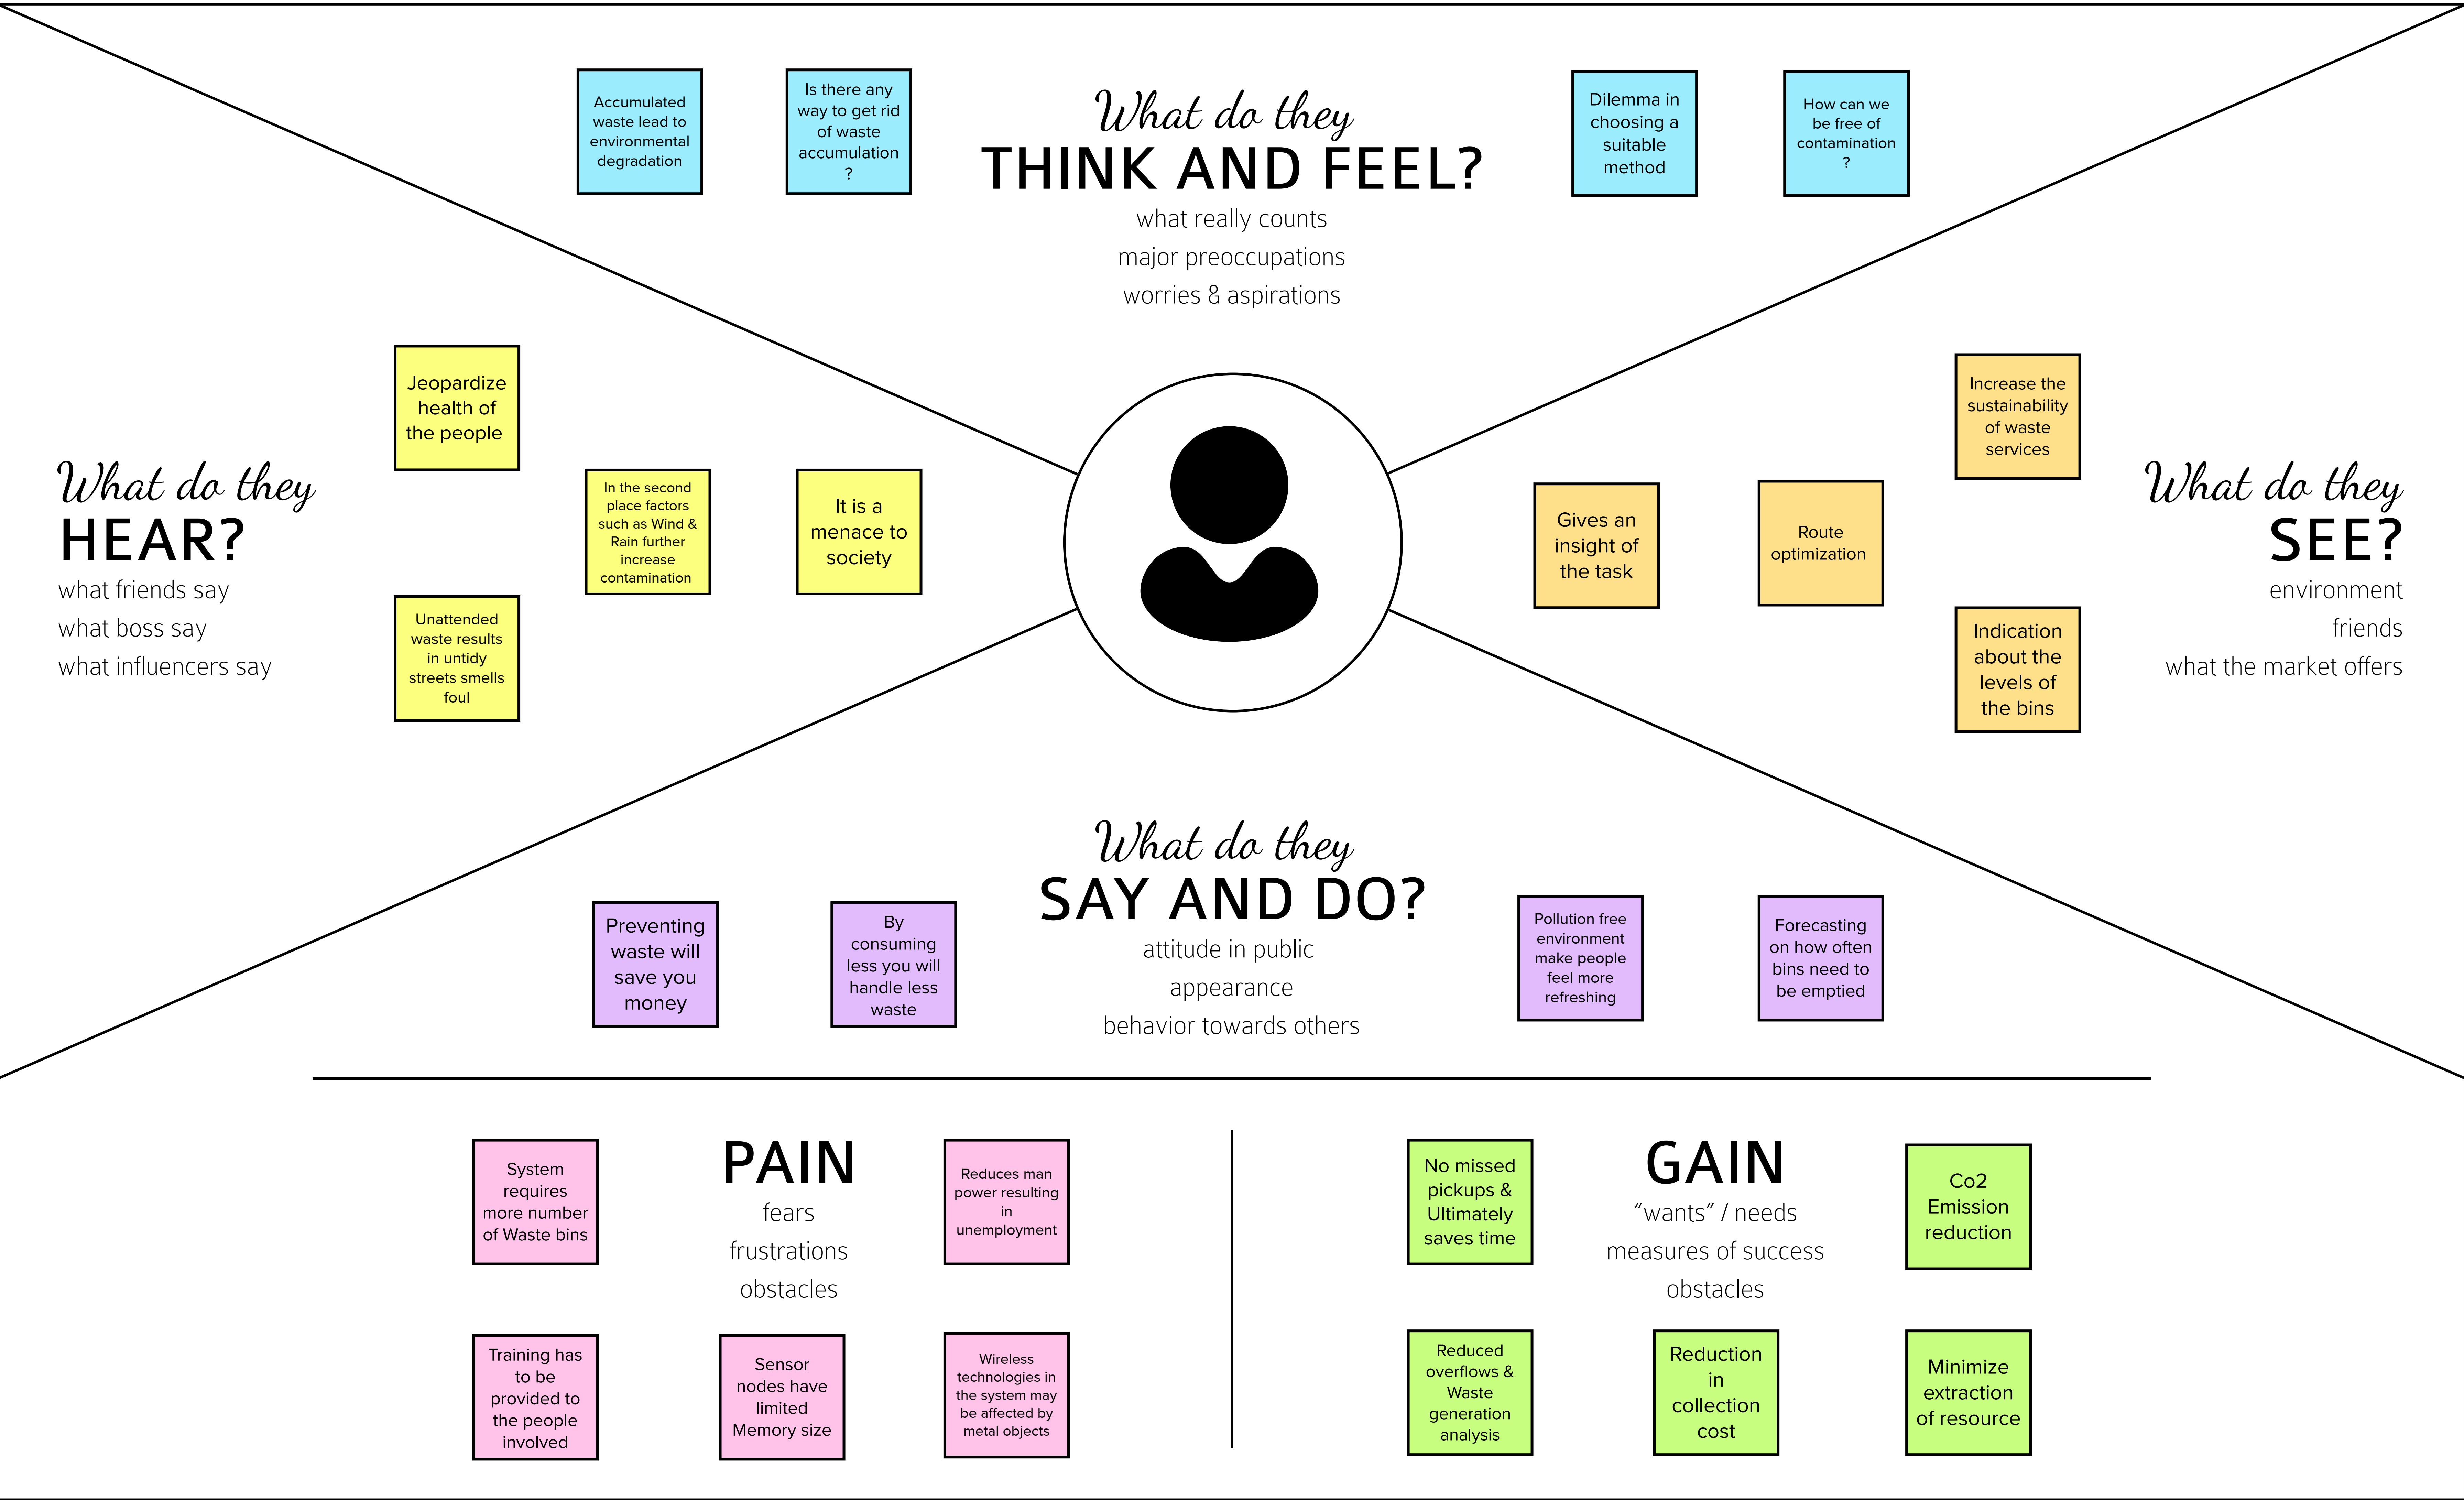 Accumulated
waste lead to
environmental
degradation
Is there any
way to get rid
of waste
accumulation
?
What do they
THINK AND FEEL?
what really counts
major preoccupations
worries & aspirations
Dilemma in
choosing a
suitable
method
How can we
be free of
contamination
?
What do they
HEAR?
what friends say
what boss say
what influencers say
Jeopardize
health of
the people
In the second
place factors
such as Wind &
Rain further
increase
contamination
It is a
menace to
society
Unattended
waste results
in untidy
streets smells
foul
Gives an
insight of
the task
Route
optimization
Increase the
sustainability
of waste
services
Indication
about the
levels of
the bins
What do they
SEE?
environment
friends
what the market offers
Preventing
waste will
save you
money
By
consuming
less you will
handle less
waste
What do they
SAY AND DO?
attitude in public
appearance
behavior towards others
Pollution free
environment
make people
feel more
refreshing
Forecasting
on how often
bins need to
be emptied
System
requires
more number
of Waste bins
PAIN
fears
frustrations
obstacles
Reduces man
power resulting
in
unemployment
Training has
to be
provided to
the people
involved
Sensor
nodes have
limited
Memory size
Wireless
technologies in
the system may
be affected by
metal objects
No missed
pickups &
Ultimately
saves time
GAIN
“wants” / needs
measures of success
obstacles
Co2
Emission
reduction
Reduced
overflows &
Waste
generation
analysis
Reduction
in
collection
cost
Minimize
extraction
of resource